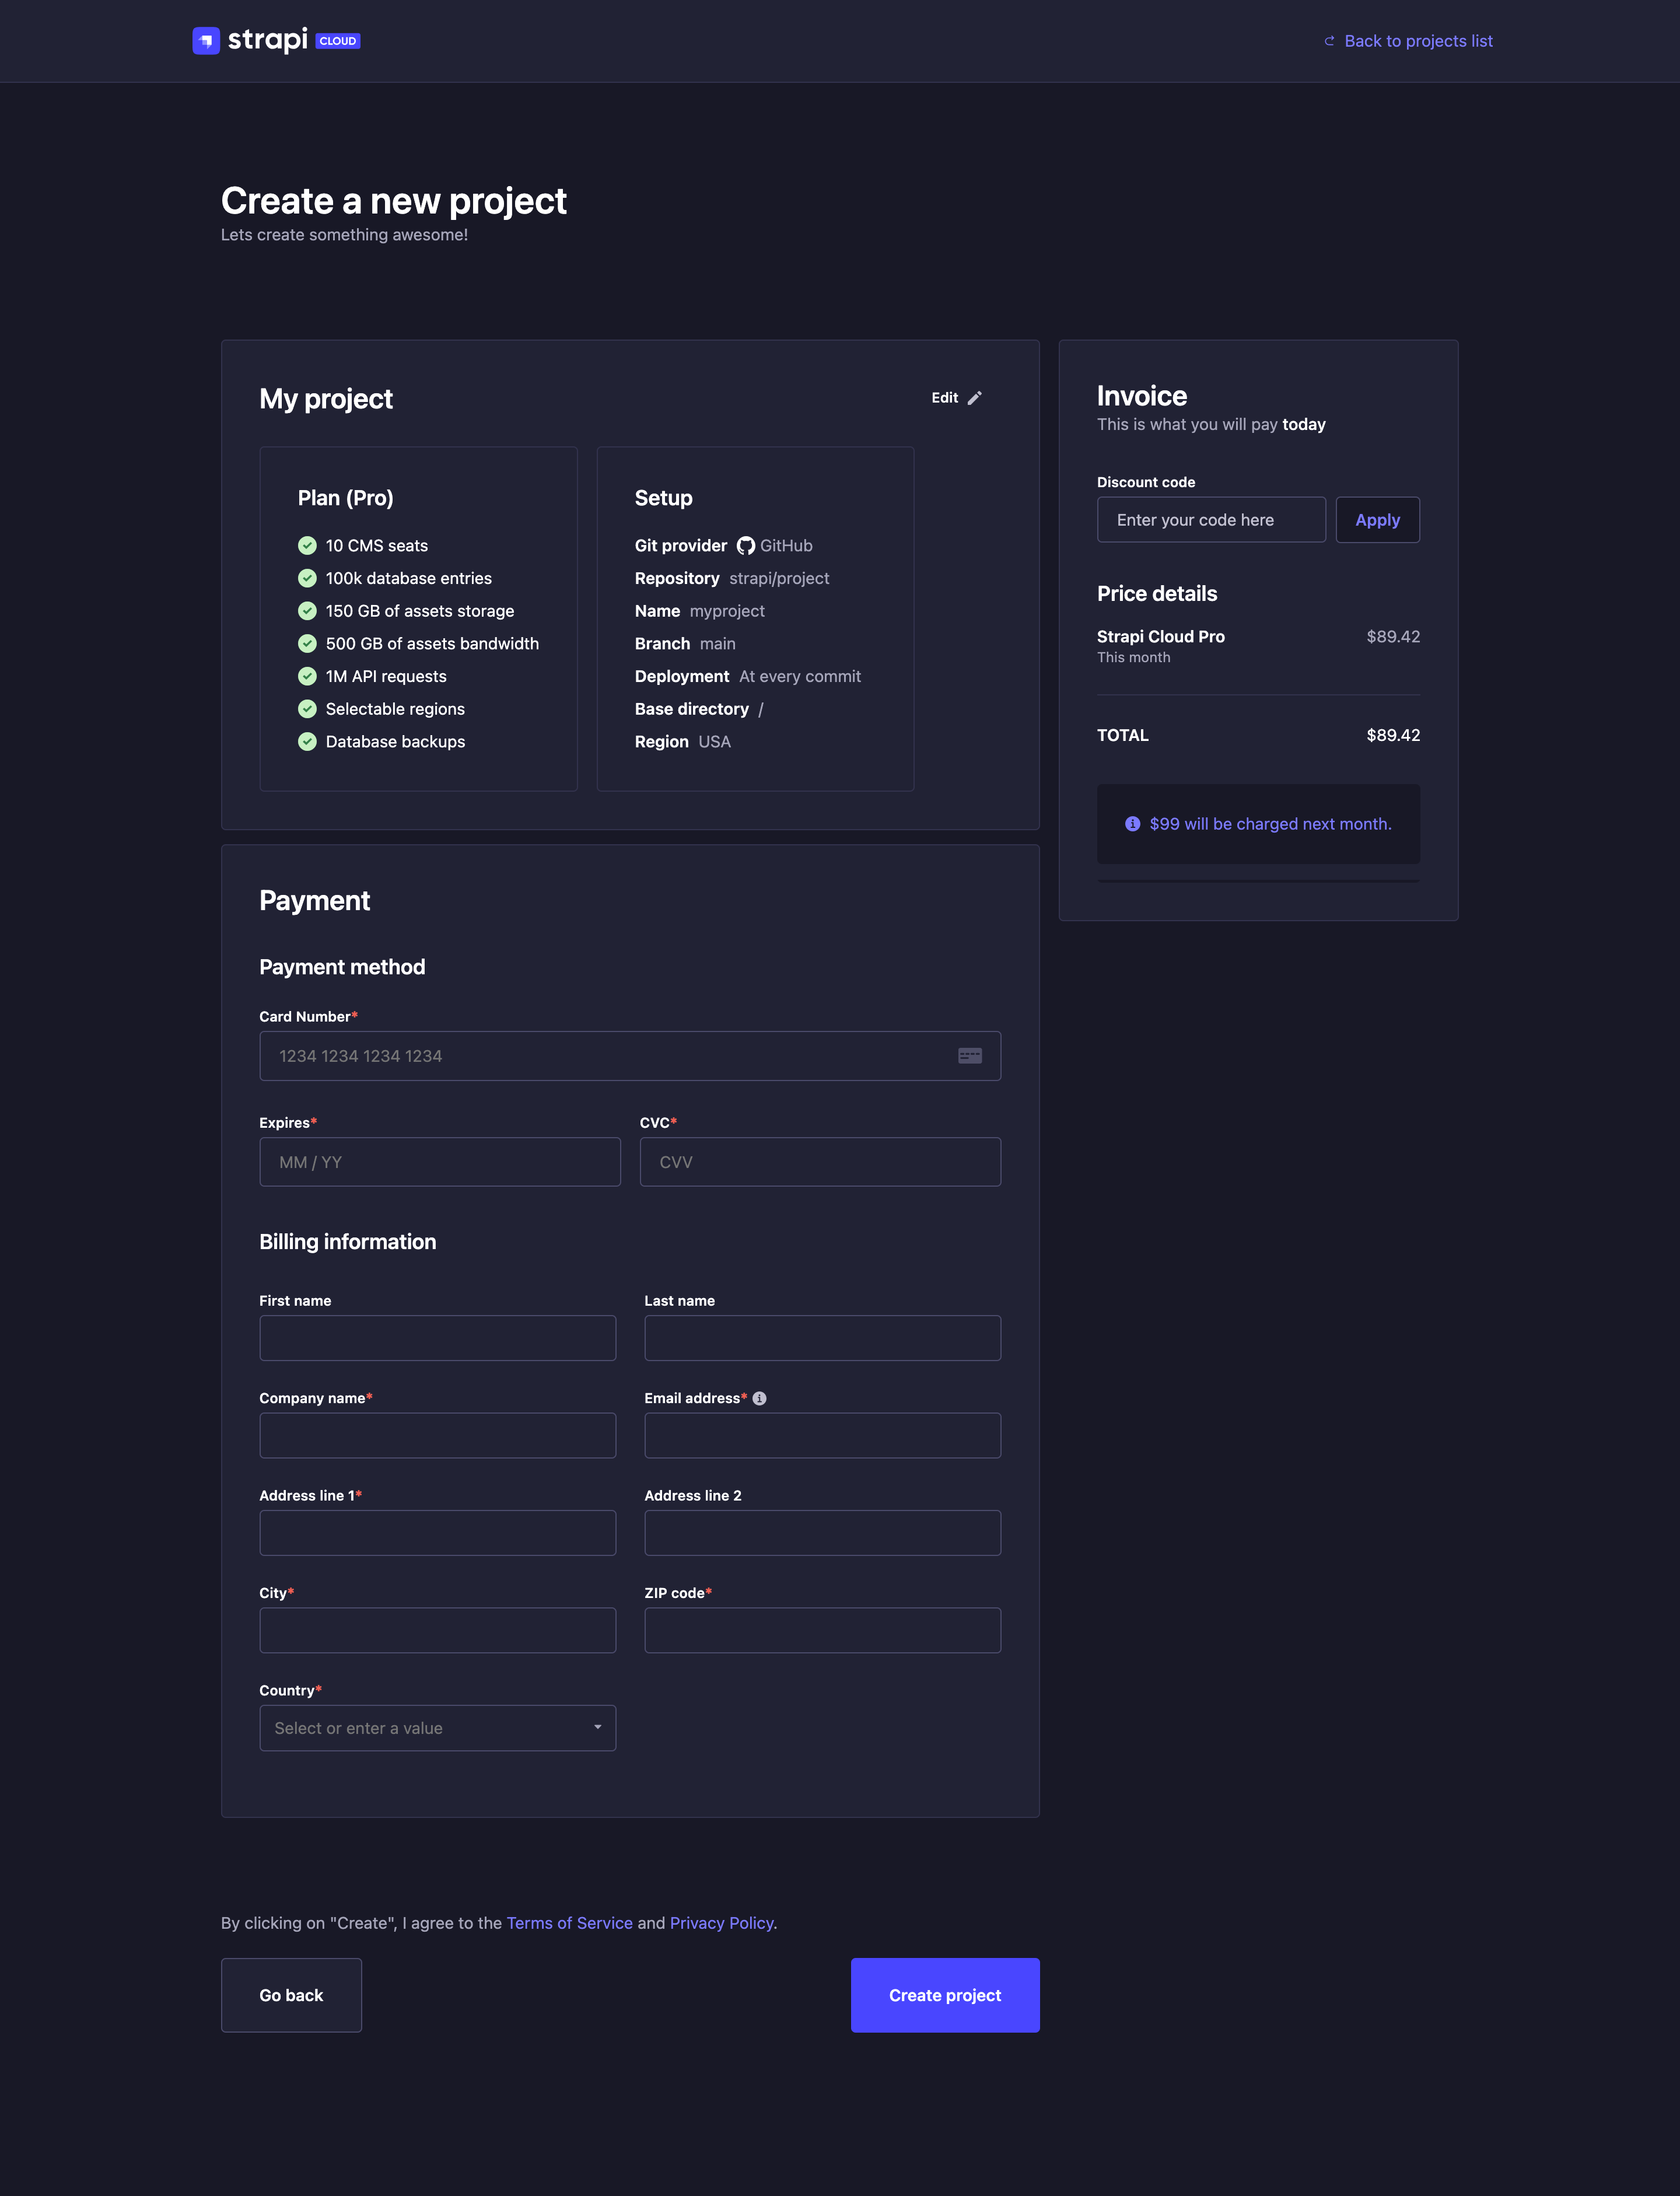 strapi CLOUD
Back to projects list
Create a new project
Lets create something awesome!
My project
Edit
Plan (Pro)
10 CMS seats
100k database entries
150 GB of assets storage
500 GB of assets bandwidth
1M API requests
Selectable regions
Database backups
Setup
Git provider GitHub
Repository strapi/project
Name myproject
Branch main
Deployment At every commit
Base directory /
Region USA
Invoice
This is what you will pay today
Discount code
Enter your code here Apply
Price details
Strapi Cloud Pro $89.42
This month
TOTAL $89.42
$99 will be charged next month.
Payment
Payment method
Card Number*
1234 1234 1234 1234
Expires* CVC*
MM / YY CVV
Billing information
First name Last name
Company name* Email address*
Address line 1* Address line 2
City* ZIP code*
Country*
Select or enter a value
By clicking on "Create", I agree to the Terms of Service and Privacy Policy.
Go back Create project